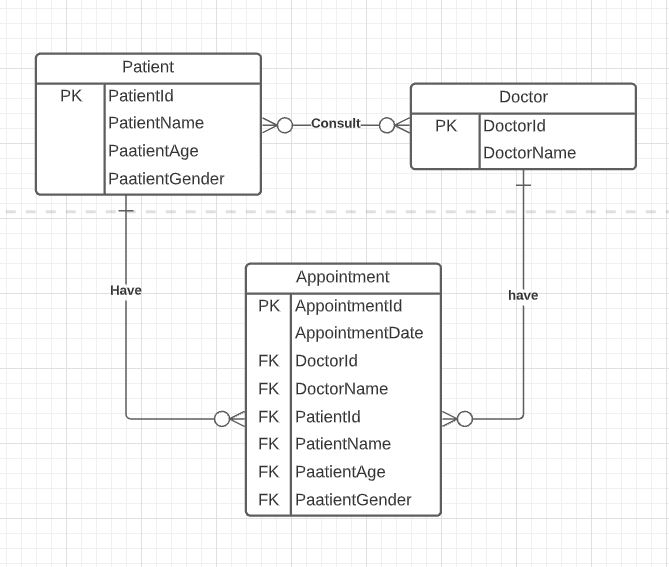 Patient
PK PatientId
PatientName
PaatientAge
PaatientGender
Consult
Doctor
PK DoctorId
DoctorName
Have
have
Appointment
PK AppointmentId
AppointmentDate
FK DoctorId
FK DoctorName
FK PatientId
FK PatientName
FK PaatientAge
FK PaatientGender